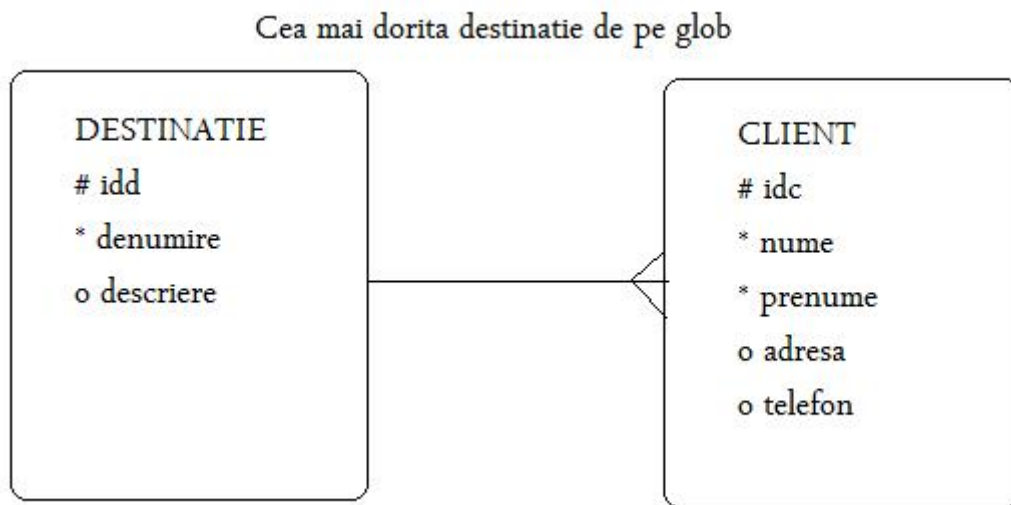 Cea mai dorita destinatie de pe glob
DESTINATIE
# idd
* denumire
o descriere
CLIENT
# idc
* nume
* prenume
o adresa
o telefon